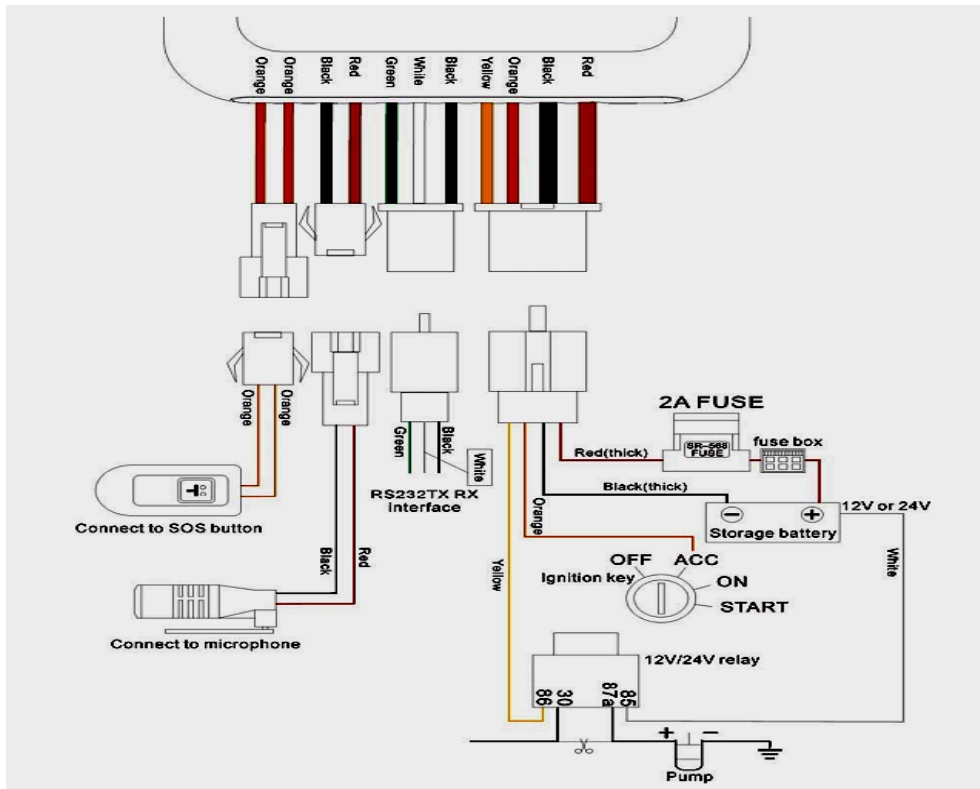 Orange
Orange
Black
Red
Green
White
Black
Yellow
Orange
Black
Red
Orange
Orange
Green
Black
White
RS232TX RX
interface
Connect to SOS button
Black
Red
Connect to microphone
2A FUSE
SR-568
FUSE
fuse box
Red(thick)
Black(thick)
12V or 24V
Storage battery
Orange
Yellow
White
OFF
ACC
Ignition key
ON
START
12V/24V relay
86
30
87a
85
+
−
Pump